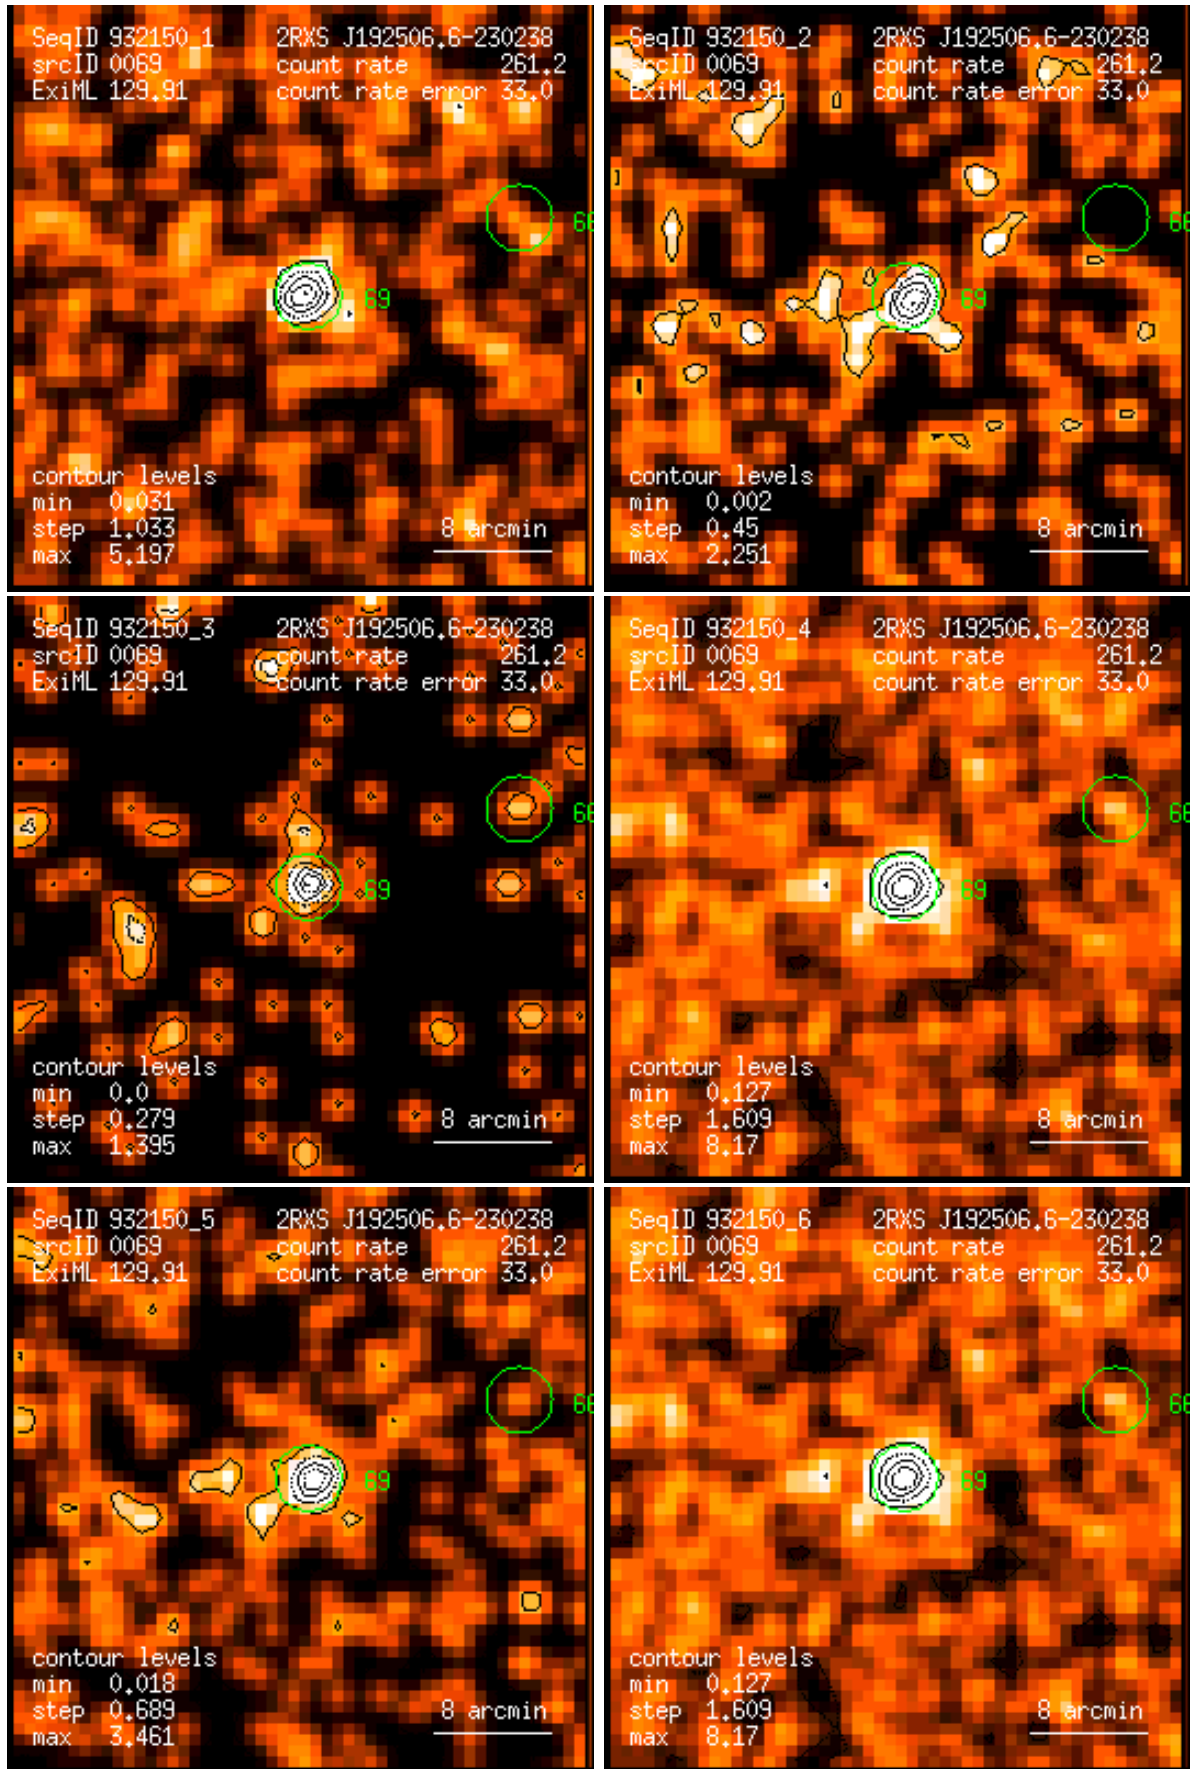 SeqID 932150_1 2RXS J192506.6-230238
srcID 0069 count rate 261.2
ExiML 129.91 count rate error 33.0
69
contour levels
min 0.031
step 1.033 8 arcmin
max 5.197
SeqID 932150_2 2RXS J192506.6-230238
srcID 0069 count rate 261.2
ExiML 129.91 count rate error 33.0
69
contour levels
min 0.002
step 0.45 8 arcmin
max 2.251
SeqID 932150_3 2RXS J192506.6-230238
srcID 0069 count rate 261.2
ExiML 129.91 count rate error 33.0
69
contour levels
min 0.0
step 0.279 8 arcmin
max 1.395
SeqID 932150_4 2RXS J192506.6-230238
srcID 0069 count rate 261.2
ExiML 129.91 count rate error 33.0
69
contour levels
min 0.127
step 1.609 8 arcmin
max 8.17
SeqID 932150_5 2RXS J192506.6-230238
srcID 0069 count rate 261.2
ExiML 129.91 count rate error 33.0
69
contour levels
min 0.018
step 0.689 8 arcmin
max 3.461
SeqID 932150_6 2RXS J192506.6-230238
srcID 0069 count rate 261.2
ExiML 129.91 count rate error 33.0
69
contour levels
min 0.127
step 1.609 8 arcmin
max 8.17